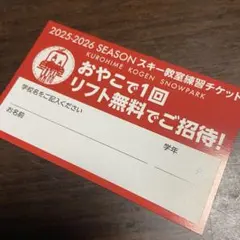 2025-2026 SEASON スキー教室練習チケット
KUROHIME KOGEN SNOWPARK
おやこで1回
リフト無料でご招待!
学校名をご記入ください
学年
お名前